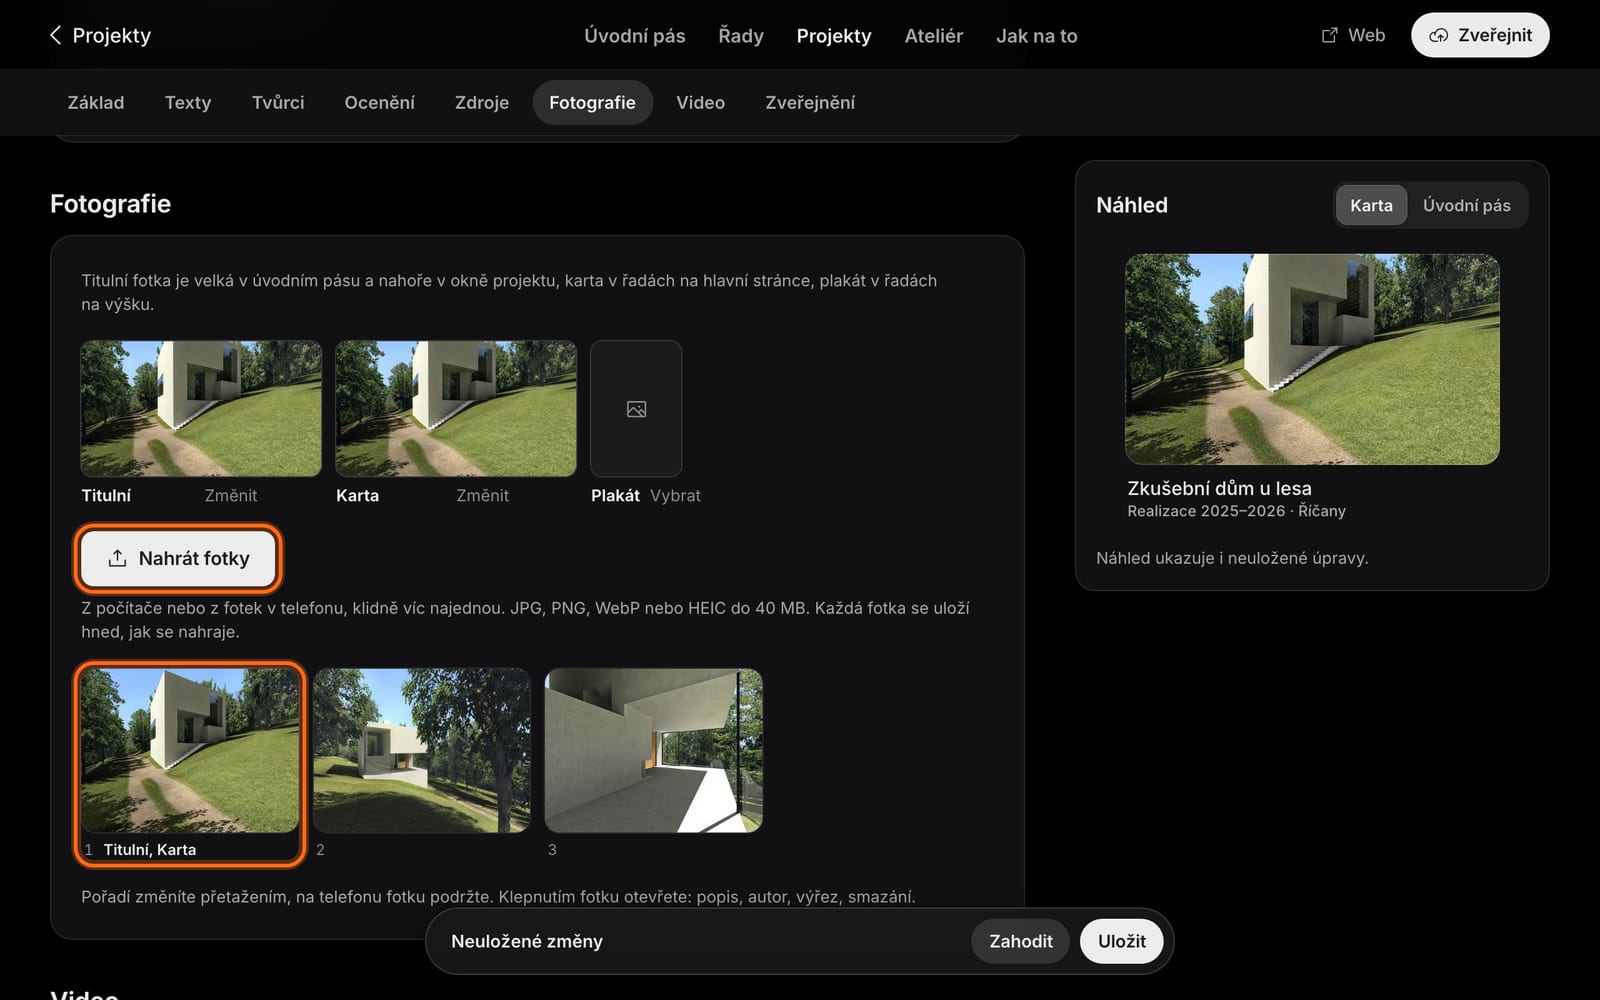 Projekty
Úvodní pás
Řady
Projekty
Ateliér
Jak na to
Web
Zveřejnit
Základ
Texty
Tvůrci
Ocenění
Zdroje
Fotografie
Video
Zveřejnění
Fotografie
Titulní fotka je velká v úvodním pásu a nahoře v okně projektu, karta v řadách na hlavní stránce, plakát v řadách
na výšku.
Titulní
Změnit
Karta
Změnit
Plakát
Vybrat
Nahrát fotky
Z počítače nebo z fotek v telefonu, klidně víc najednou. JPG, PNG, WebP nebo HEIC do 40 MB. Každá fotka se uloží
hned, jak se nahraje.
1 Titulní, Karta
2
3
Pořadí změníte přetažením, na telefonu fotku podržte. Klepnutím fotku otevřete: popis, autor, výřez, smazání.
Náhled
Karta
Úvodní pás
Zkušební dům u lesa
Realizace 2025–2026 · Říčany
Náhled ukazuje i neuložené úpravy.
Neuložené změny
Zahodit
Uložit
Video